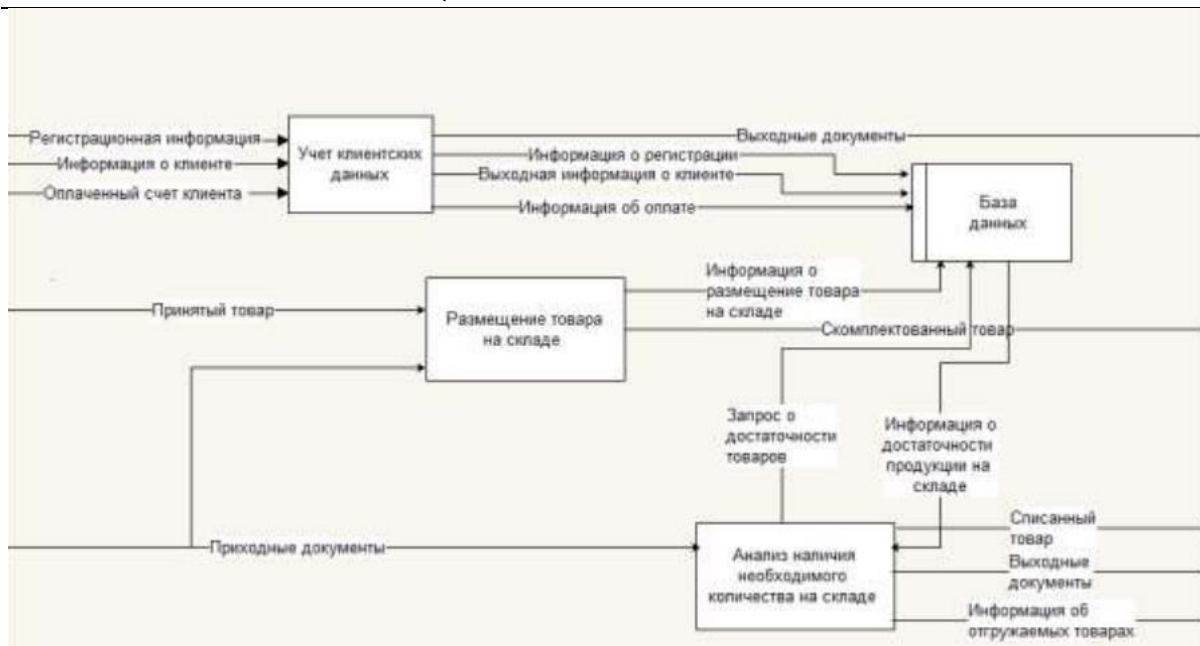 Регистрационная информация
Информация о клиенте
Оплаченный счет клиента
Учет клиентских
данных
Выходные документы
Информация о регистрации
Выходная информация о клиенте
Информация об оплате
База
данных
Принятый товар
Размещение товара
на складе
Информация о
размещение товара
на складе
Скомплектованный товар
Запрос о
достаточности
товаров
Информация о
достаточности
продукции на
складе
Приходные документы
Анализ наличия
необходимого
количества на складе
Списанный
товар
Выходные
документы
Информация об
отгружаемых товарах